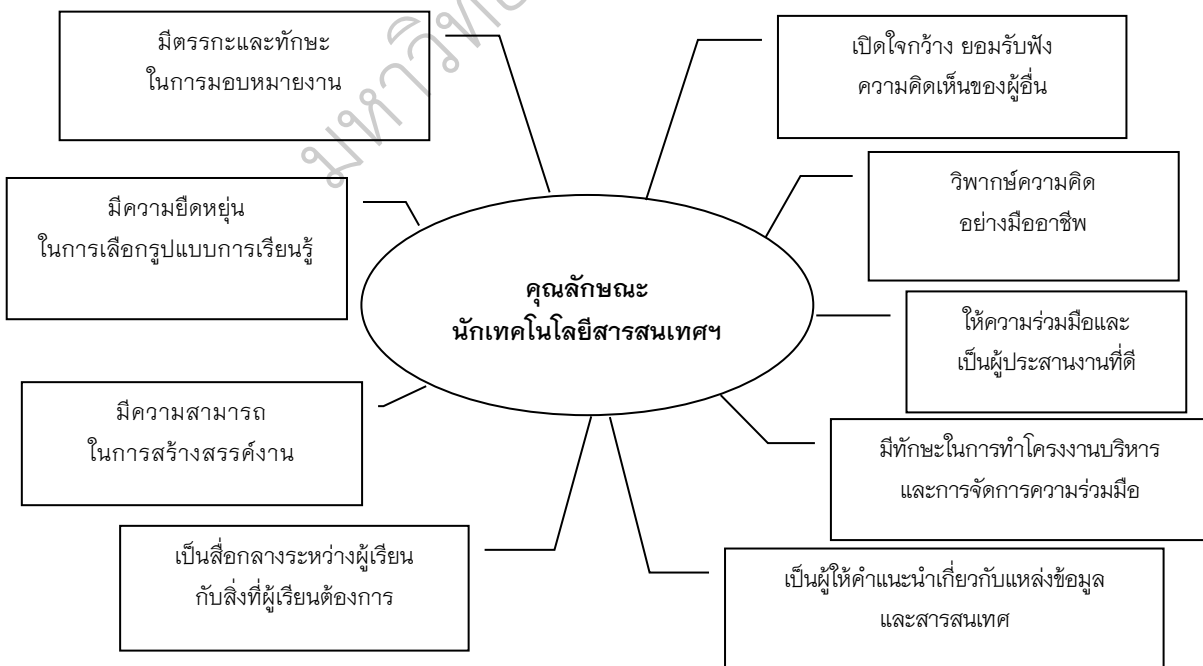 มีตรรกะและทักษะ
ในการมอบหมายงาน
เปิดใจกว้าง ยอมรับฟัง
ความคิดเห็นของผู้อื่น
มีความยืดหยุ่น
ในการเลือกรูปแบบการเรียนรู้
วิพากษ์ความคิด
อย่างมืออาชีพ
คุณลักษณะ
นักเทคโนโลยีสารสนเทศฯ
ให้ความร่วมมือและ
เป็นผู้ประสานงานที่ดี
มีความสามารถ
ในการสร้างสรรค์งาน
มีทักษะในการทำโครงงานบริหาร
และการจัดการความร่วมมือ
เป็นสื่อกลางระหว่างผู้เรียน
กับสิ่งที่ผู้เรียนต้องการ
เป็นผู้ให้คำแนะนำเกี่ยวกับแหล่งข้อมูล
และสารสนเทศ